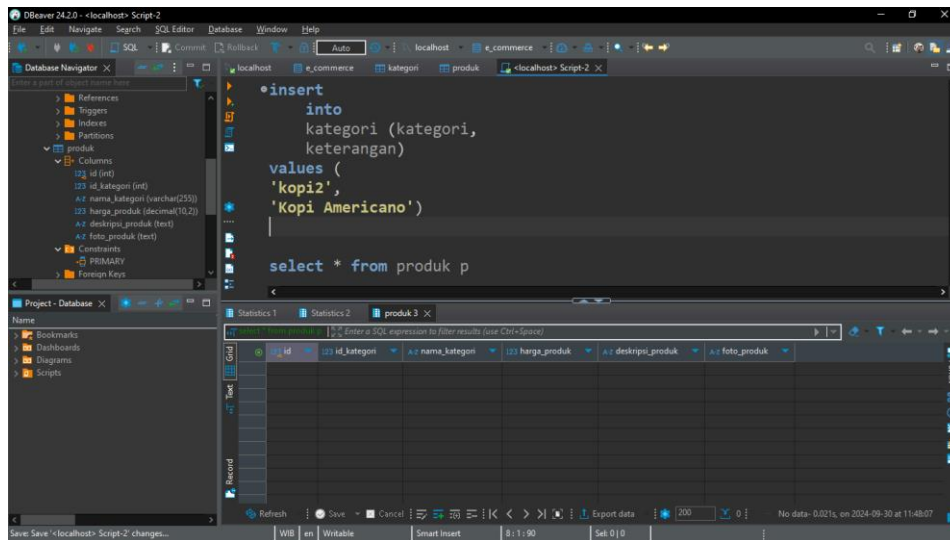 DBeaver 24.2.0 - <localhost> Script-2
File Edit Navigate Search SQL Editor Database Window Help
SQL Commit Rollback Auto localhost e_commerce
Database Navigator
localhost e_commerce kategori produk <localhost> Script-2
Enter a part of object name here
References
Triggers
Indexes
Partitions
produk
Columns
123 id (int)
123 id_kategori (int)
A-Z nama_kategori (varchar(255))
123 harga_produk (decimal(10,2))
A-Z deskripsi_produk (text)
A-Z foto_produk (text)
Constraints
PRIMARY
Foreign Keys
insert
into
kategori (kategori,
keterangan)
values (
'kopi2',
'Kopi Americano')
select * from produk p
Project - Database
Name
Bookmarks
Dashboards
Diagrams
Scripts
Statistics 1 Statistics 2 produk 3
select * from produk p Enter a SQL expression to filter results (use Ctrl+Space)
Grid
Text
Record
123 id 123 id_kategori A-Z nama_kategori 123 harga_produk A-Z deskripsi_produk A-Z foto_produk
Refresh Save Cancel Export data 200 0 No data - 0.021s, on 2024-09-30 at 11:48:07
Save: Save '<localhost> Script-2' changes... WIB en Writable Smart Insert 8 : 1 : 90 Sel: 0 | 0